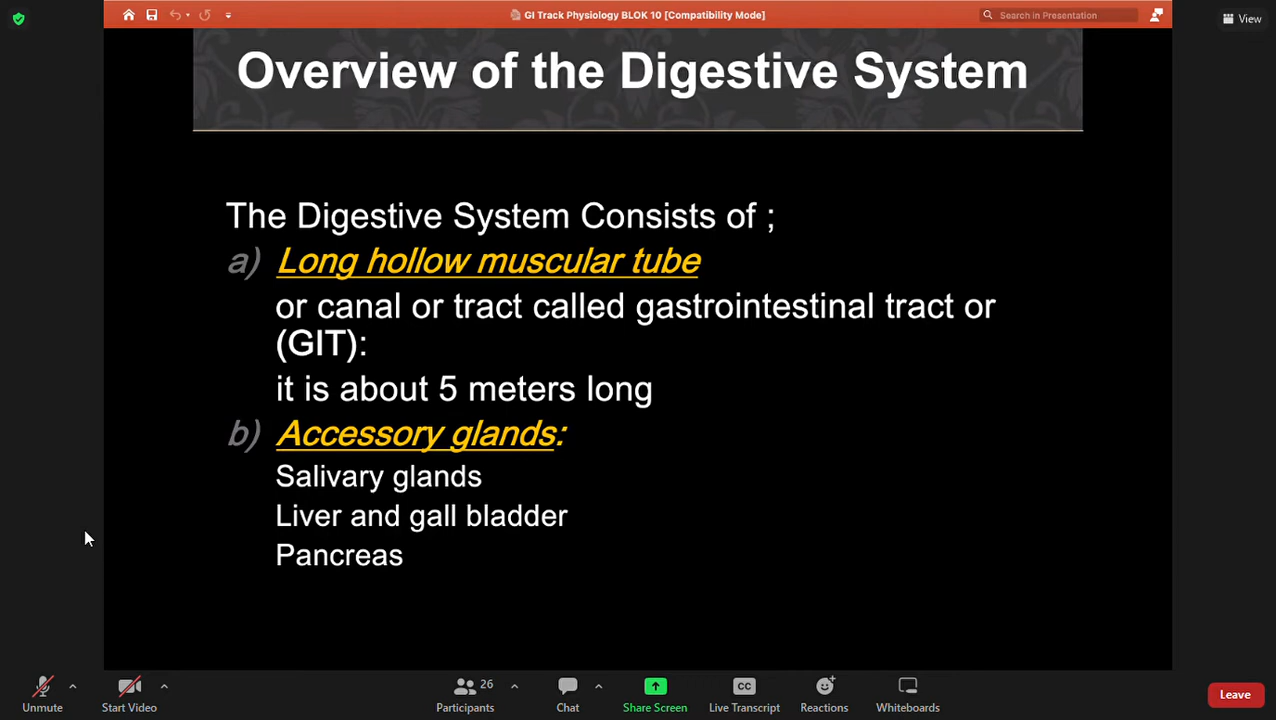 GI Track Physiology BLOK 10 [Compatibility Mode]
Search in Presentation
View
Overview of the Digestive System
The Digestive System Consists of ;
a) Long hollow muscular tube
or canal or tract called gastrointestinal tract or
(GIT):
it is about 5 meters long
b) Accessory glands:
Salivary glands
Liver and gall bladder
Pancreas
Unmute
Start Video
26
Participants
Chat
Share Screen
CC
Live Transcript
Reactions
Whiteboards
Leave